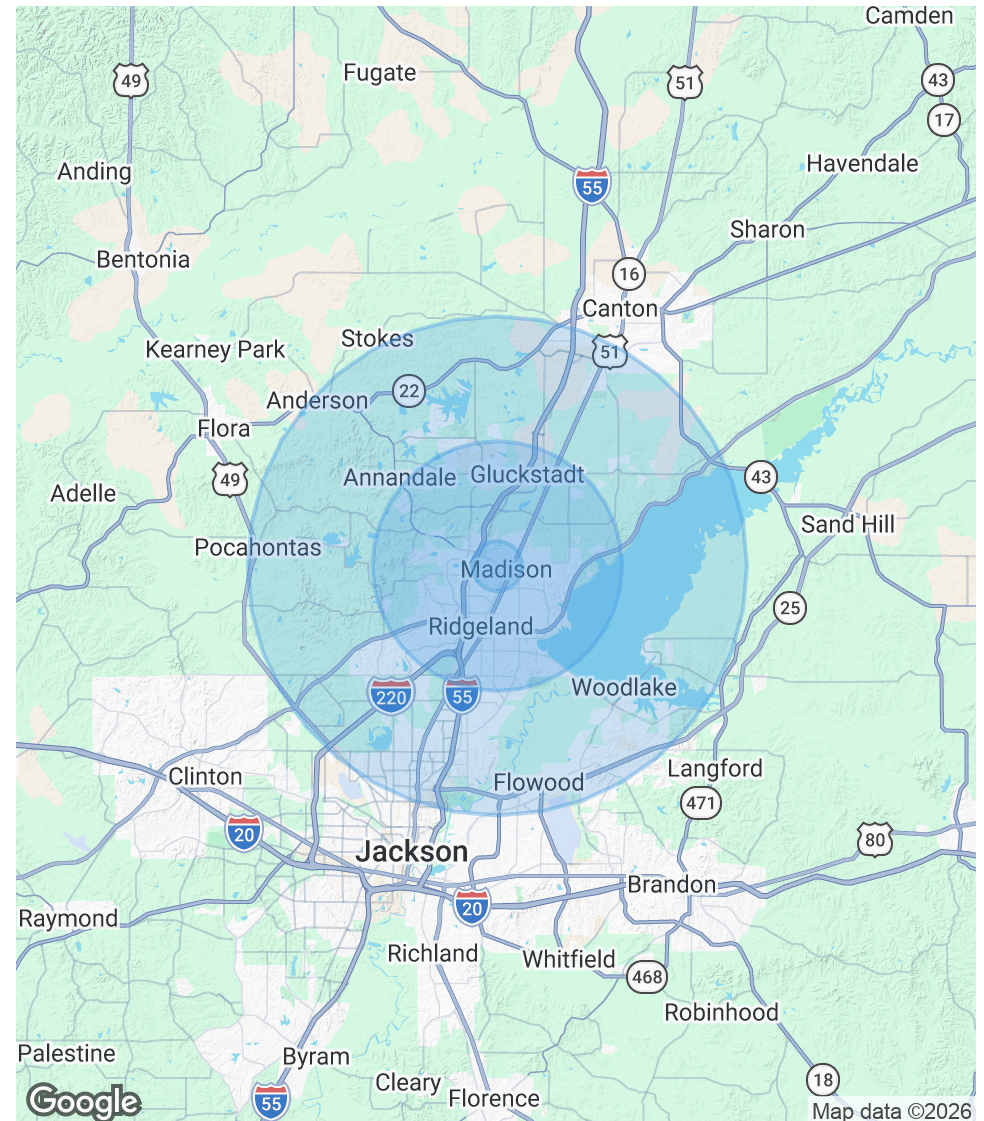 Camden
Fugate
49
51
43
17
Anding
Havendale
55
Sharon
Bentonia
16
Canton
Stokes
Kearney Park
51
22
Anderson
Flora
Annandale
Gluckstadt
49
43
Adelle
Sand Hill
Pocahontas
Madison
25
Ridgeland
220
55
Woodlake
Clinton
Flowood
Langford
471
20
80
Jackson
Brandon
20
Raymond
Richland
Whitfield
468
Robinhood
Palestine
Byram
Cleary
18
Florence
55
Google
Map data ©2026